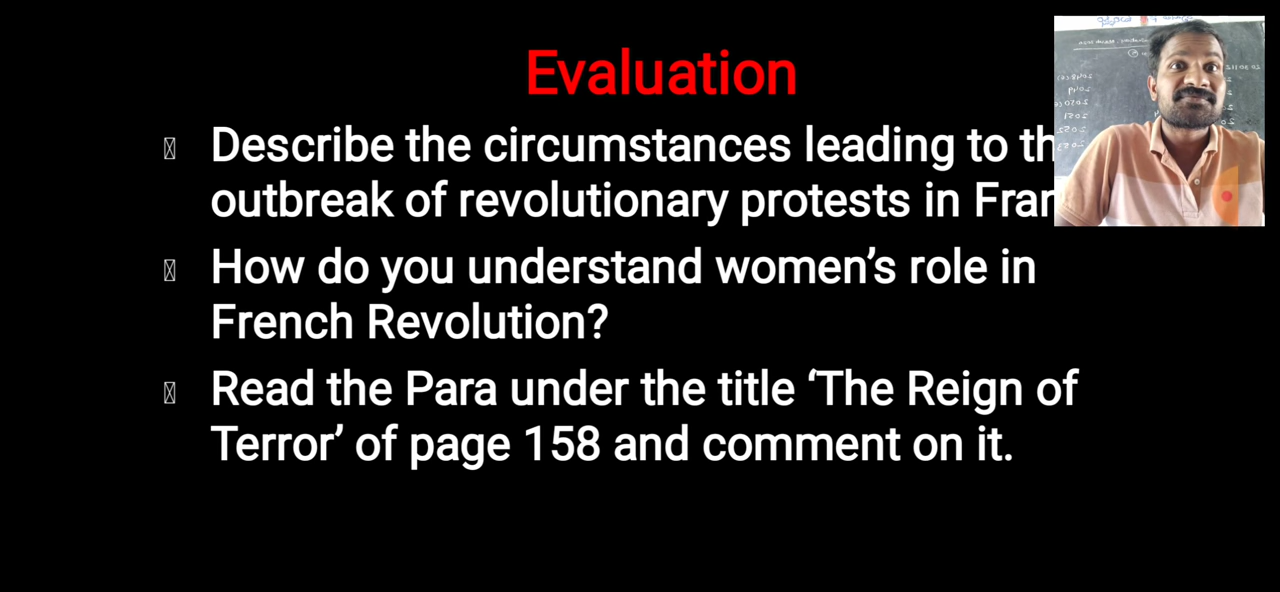 Evaluation
Describe the circumstances leading to th
outbreak of revolutionary protests in Fran
How do you understand women’s role in
French Revolution?
Read the Para under the title ‘The Reign of
Terror’ of page 158 and comment on it.